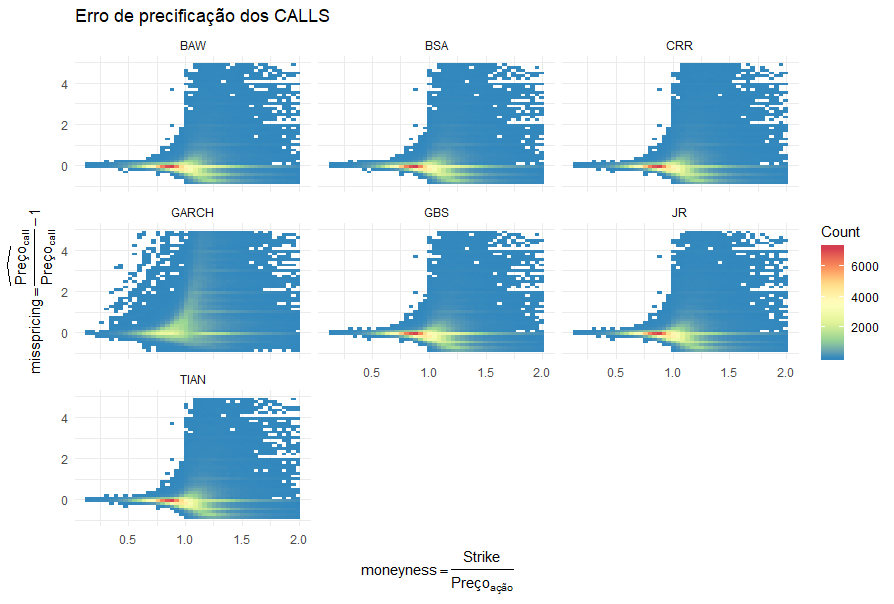 Erro de precificação dos CALLS
BAW
BSA
CRR
4
2
0
GARCH
GBS
JR
4
2
0
0.5 1.0 1.5 2.0
0.5 1.0 1.5 2.0
TIAN
4
2
0
0.5 1.0 1.5 2.0
misspricing = Preço_call / Preço_call − 1
moneyness = Strike / Preço_ação
Count
6000
4000
2000